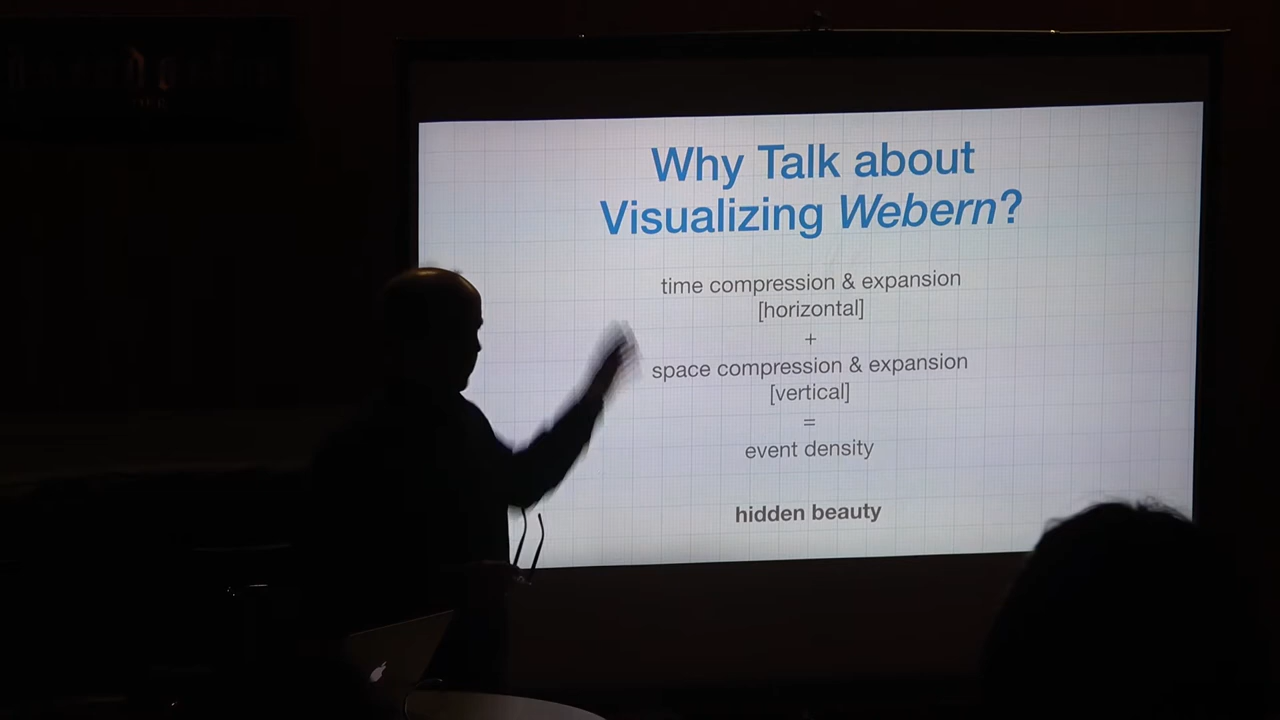 Why Talk about
Visualizing Webern?
time compression & expansion
[horizontal]
+
space compression & expansion
[vertical]
=
event density
hidden beauty